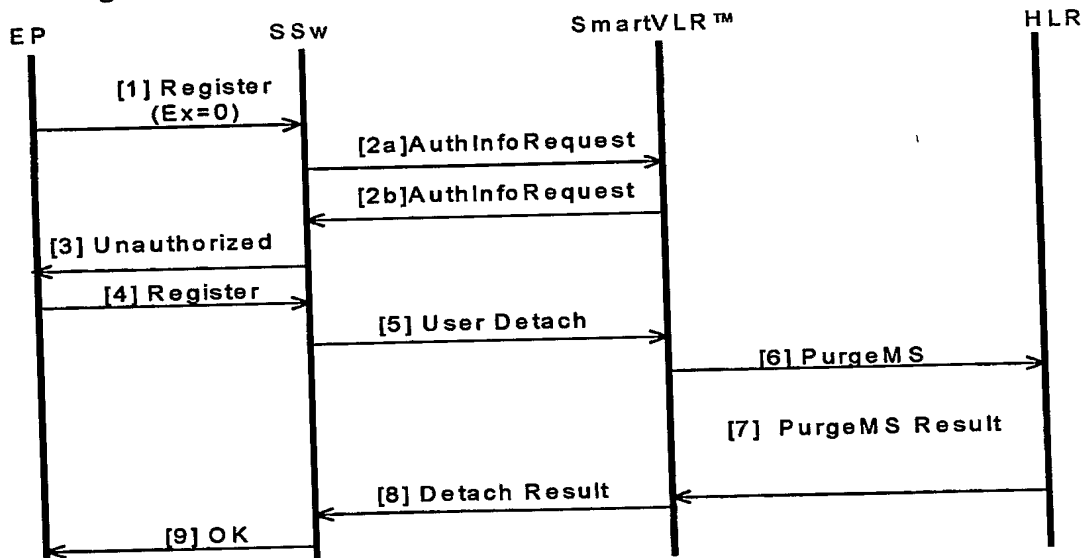 EP SSw SmartVLR™ HLR
[1] Register
(Ex=0)
[2a]AuthInfoRequest
[2b]AuthInfoRequest
[3] Unauthorized
[4] Register
[5] User Detach
[6] PurgeMS
[7] PurgeMS Result
[8] Detach Result
[9] OK